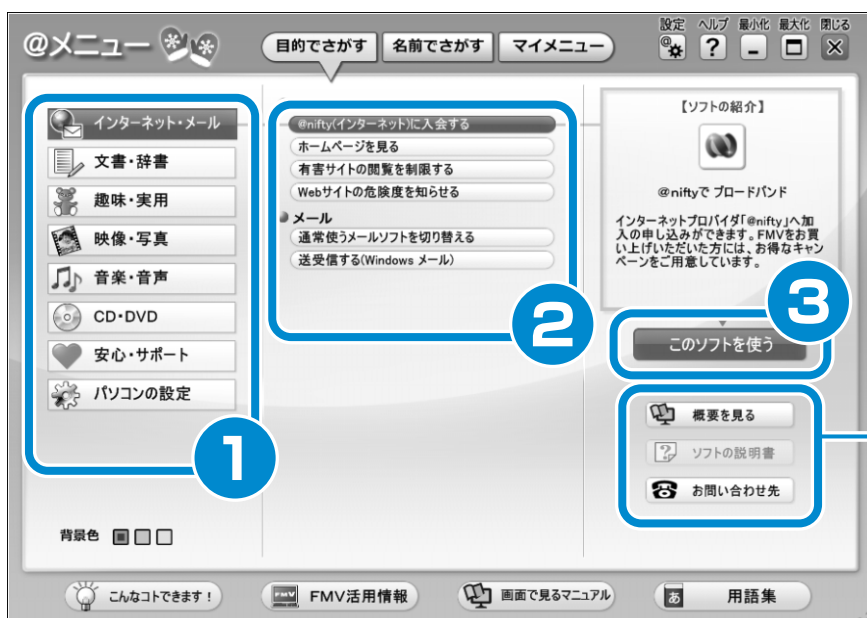 設定 ヘルプ 最小化 最大化 閉じる
@メニュー
目的でさがす 名前でさがす マイメニュー
インターネット・メール
文書・辞書
趣味・実用
映像・写真
音楽・音声
CD・DVD
安心・サポート
パソコンの設定
1
背景色
@nifty(インターネット)に入会する
ホームページを見る
有害サイトの閲覧を制限する
Webサイトの危険度を知らせる
メール
通常使うメールソフトを切り替える
送受信する(Windows メール)
2
【ソフトの紹介】
@niftyで ブロードバンド
インターネットプロバイダ「@nifty」へ加
入の申し込みができます。FMVをお買
い上げいただいた方には、お得なキャン
ペーンをご用意しています。
3
このソフトを使う
概要を見る
ソフトの説明書
お問い合わせ先
こんなコトできます！ FMV活用情報 画面で見るマニュアル あ 用語集